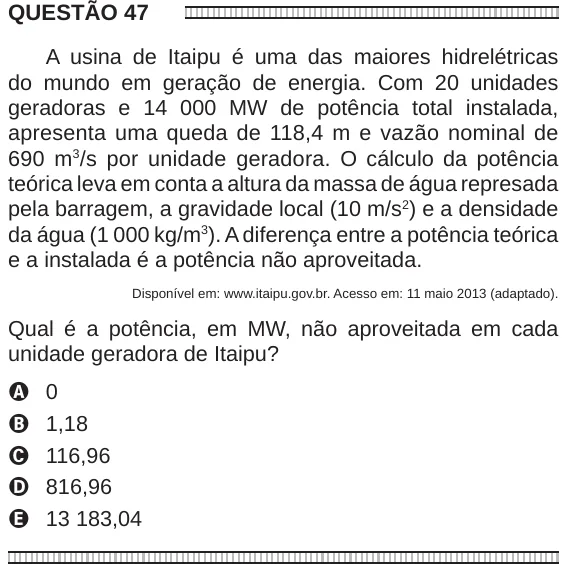 QUESTÃO 47
A usina de Itaipu é uma das maiores hidrelétricas
do mundo em geração de energia. Com 20 unidades
geradoras e 14 000 MW de potência total instalada,
apresenta uma queda de 118,4 m e vazão nominal de
690 m³/s por unidade geradora. O cálculo da potência
teórica leva em conta a altura da massa de água represada
pela barragem, a gravidade local (10 m/s²) e a densidade
da água (1 000 kg/m³). A diferença entre a potência teórica
e a instalada é a potência não aproveitada.
Disponível em: www.itaipu.gov.br. Acesso em: 11 maio 2013 (adaptado).
Qual é a potência, em MW, não aproveitada em cada
unidade geradora de Itaipu?
A 0
B 1,18
C 116,96
D 816,96
E 13 183,04